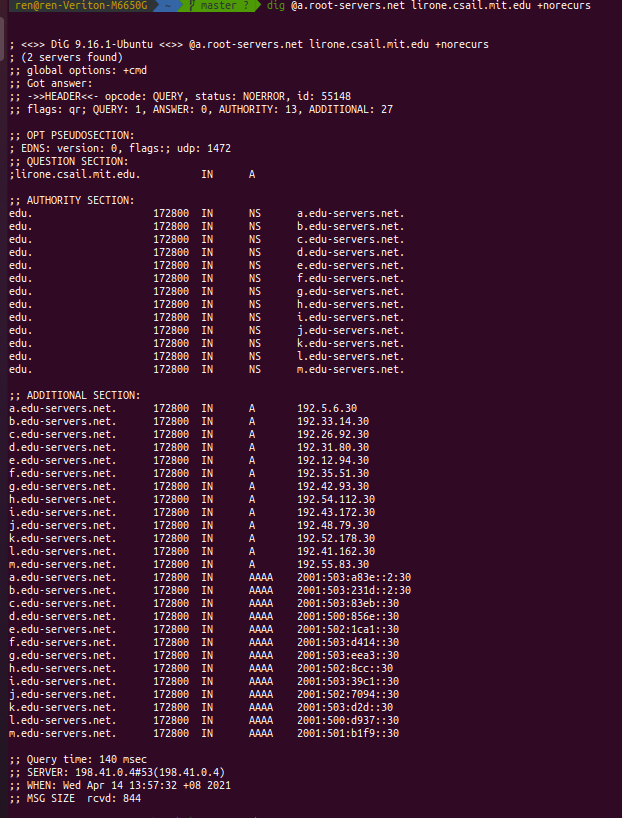 ren@ren-Veriton-M6650G ~ master ? dig @a.root-servers.net lirone.csail.mit.edu +norecurs
; <<>> DiG 9.16.1-Ubuntu <<>> @a.root-servers.net lirone.csail.mit.edu +norecurs
; (2 servers found)
;; global options: +cmd
;; Got answer:
;; ->>HEADER<<- opcode: QUERY, status: NOERROR, id: 55148
;; flags: qr; QUERY: 1, ANSWER: 0, AUTHORITY: 13, ADDITIONAL: 27
;; OPT PSEUDOSECTION:
; EDNS: version: 0, flags:; udp: 1472
;; QUESTION SECTION:
;lirone.csail.mit.edu. IN A
;; AUTHORITY SECTION:
edu. 172800 IN NS a.edu-servers.net.
edu. 172800 IN NS b.edu-servers.net.
edu. 172800 IN NS c.edu-servers.net.
edu. 172800 IN NS d.edu-servers.net.
edu. 172800 IN NS e.edu-servers.net.
edu. 172800 IN NS f.edu-servers.net.
edu. 172800 IN NS g.edu-servers.net.
edu. 172800 IN NS h.edu-servers.net.
edu. 172800 IN NS i.edu-servers.net.
edu. 172800 IN NS j.edu-servers.net.
edu. 172800 IN NS k.edu-servers.net.
edu. 172800 IN NS l.edu-servers.net.
edu. 172800 IN NS m.edu-servers.net.
;; ADDITIONAL SECTION:
a.edu-servers.net. 172800 IN A 192.5.6.30
b.edu-servers.net. 172800 IN A 192.33.14.30
c.edu-servers.net. 172800 IN A 192.26.92.30
d.edu-servers.net. 172800 IN A 192.31.80.30
e.edu-servers.net. 172800 IN A 192.12.94.30
f.edu-servers.net. 172800 IN A 192.35.51.30
g.edu-servers.net. 172800 IN A 192.42.93.30
h.edu-servers.net. 172800 IN A 192.54.112.30
i.edu-servers.net. 172800 IN A 192.43.172.30
j.edu-servers.net. 172800 IN A 192.48.79.30
k.edu-servers.net. 172800 IN A 192.52.178.30
l.edu-servers.net. 172800 IN A 192.41.162.30
m.edu-servers.net. 172800 IN A 192.55.83.30
a.edu-servers.net. 172800 IN AAAA 2001:503:a83e::2:30
b.edu-servers.net. 172800 IN AAAA 2001:503:231d::2:30
c.edu-servers.net. 172800 IN AAAA 2001:503:83eb::30
d.edu-servers.net. 172800 IN AAAA 2001:500:856e::30
e.edu-servers.net. 172800 IN AAAA 2001:502:1ca1::30
f.edu-servers.net. 172800 IN AAAA 2001:503:d414::30
g.edu-servers.net. 172800 IN AAAA 2001:503:eea3::30
h.edu-servers.net. 172800 IN AAAA 2001:502:8cc::30
i.edu-servers.net. 172800 IN AAAA 2001:503:39c1::30
j.edu-servers.net. 172800 IN AAAA 2001:502:7094::30
k.edu-servers.net. 172800 IN AAAA 2001:503:d2d::30
l.edu-servers.net. 172800 IN AAAA 2001:500:d937::30
m.edu-servers.net. 172800 IN AAAA 2001:501:b1f9::30
;; Query time: 140 msec
;; SERVER: 198.41.0.4#53(198.41.0.4)
;; WHEN: Wed Apr 14 13:57:32 +08 2021
;; MSG SIZE rcvd: 844